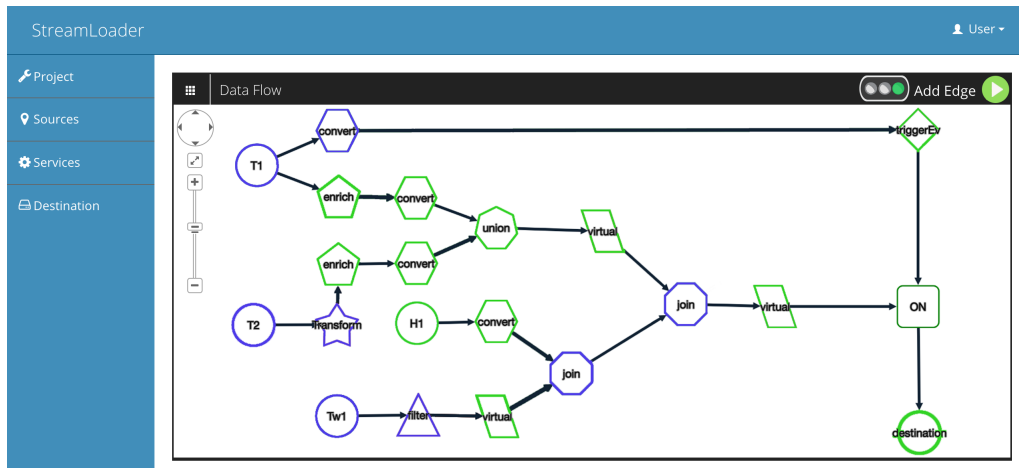 StreamLoader
User
Project
Sources
Services
Destination
Data Flow
Add Edge
convert
triggerEv
T1
enrich
convert
union
virtual
enrich
convert
T2
Transform
H1
convert
join
virtual
ON
join
Tw1
filter
virtual
destination